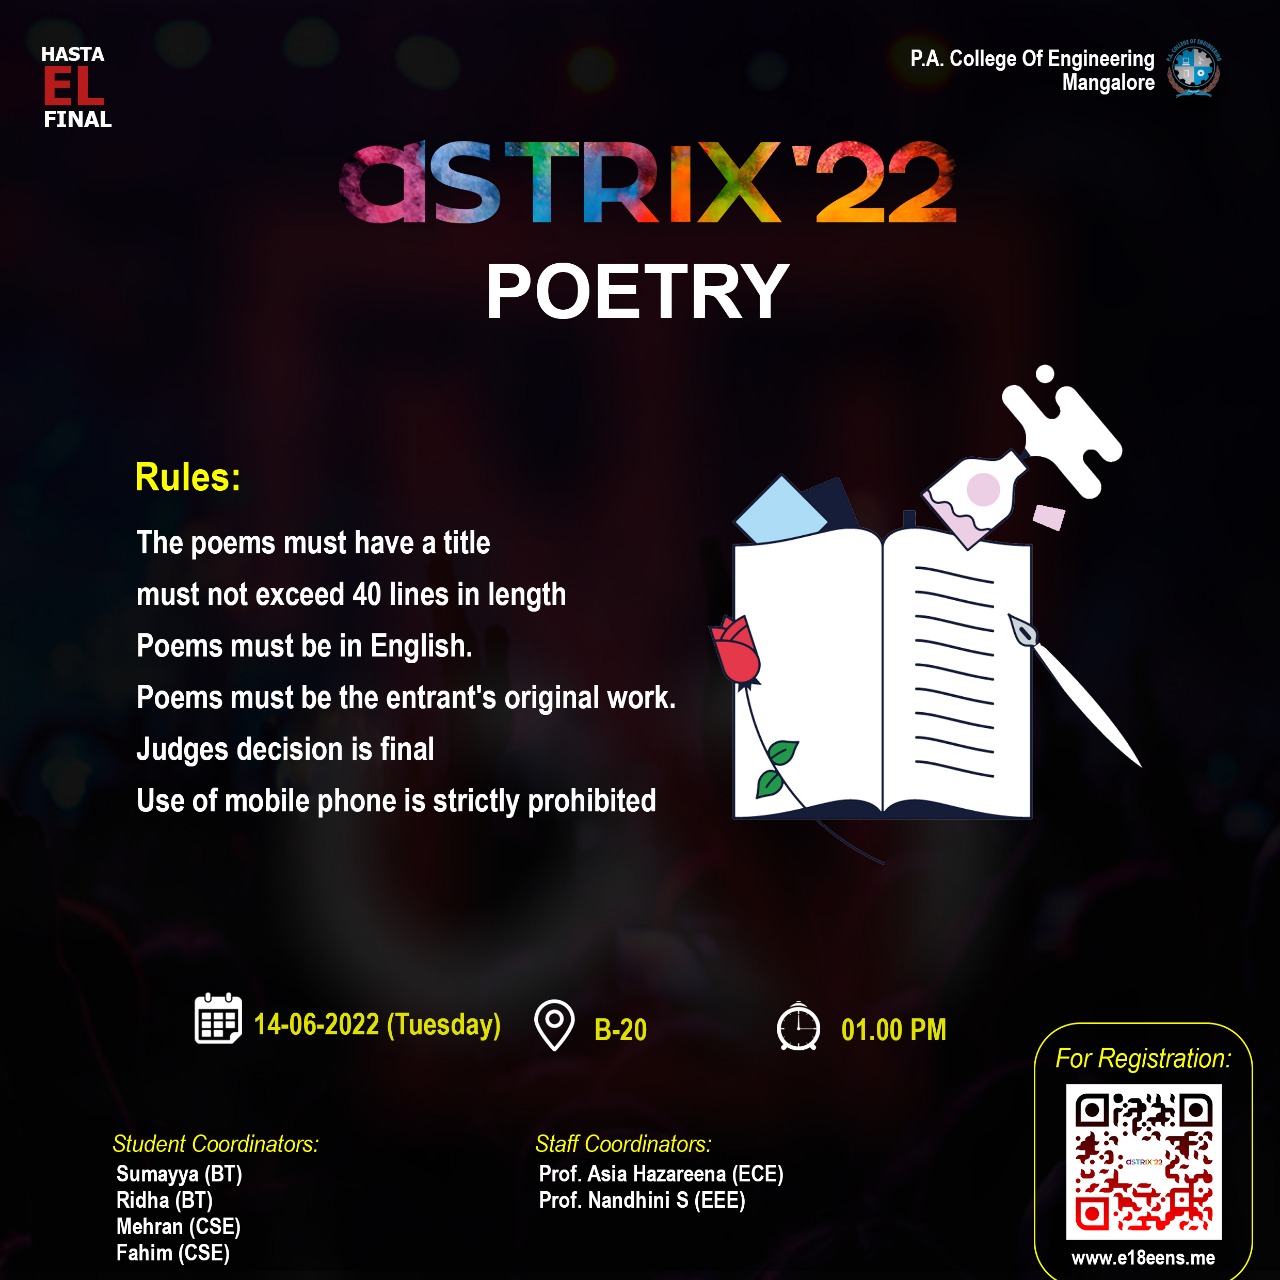 HASTA
EL
FINAL
P.A. College Of Engineering
Mangalore
aSTRIX'22
POETRY
Rules:
The poems must have a title
must not exceed 40 lines in length
Poems must be in English.
Poems must be the entrant's original work.
Judges decision is final
Use of mobile phone is strictly prohibited
14-06-2022 (Tuesday)
B-20
01.00 PM
Student Coordinators:
Sumayya (BT)
Ridha (BT)
Mehran (CSE)
Fahim (CSE)
Staff Coordinators:
Prof. Asia Hazareena (ECE)
Prof. Nandhini S (EEE)
For Registration:
aSTRIX'22
www.e18eens.me